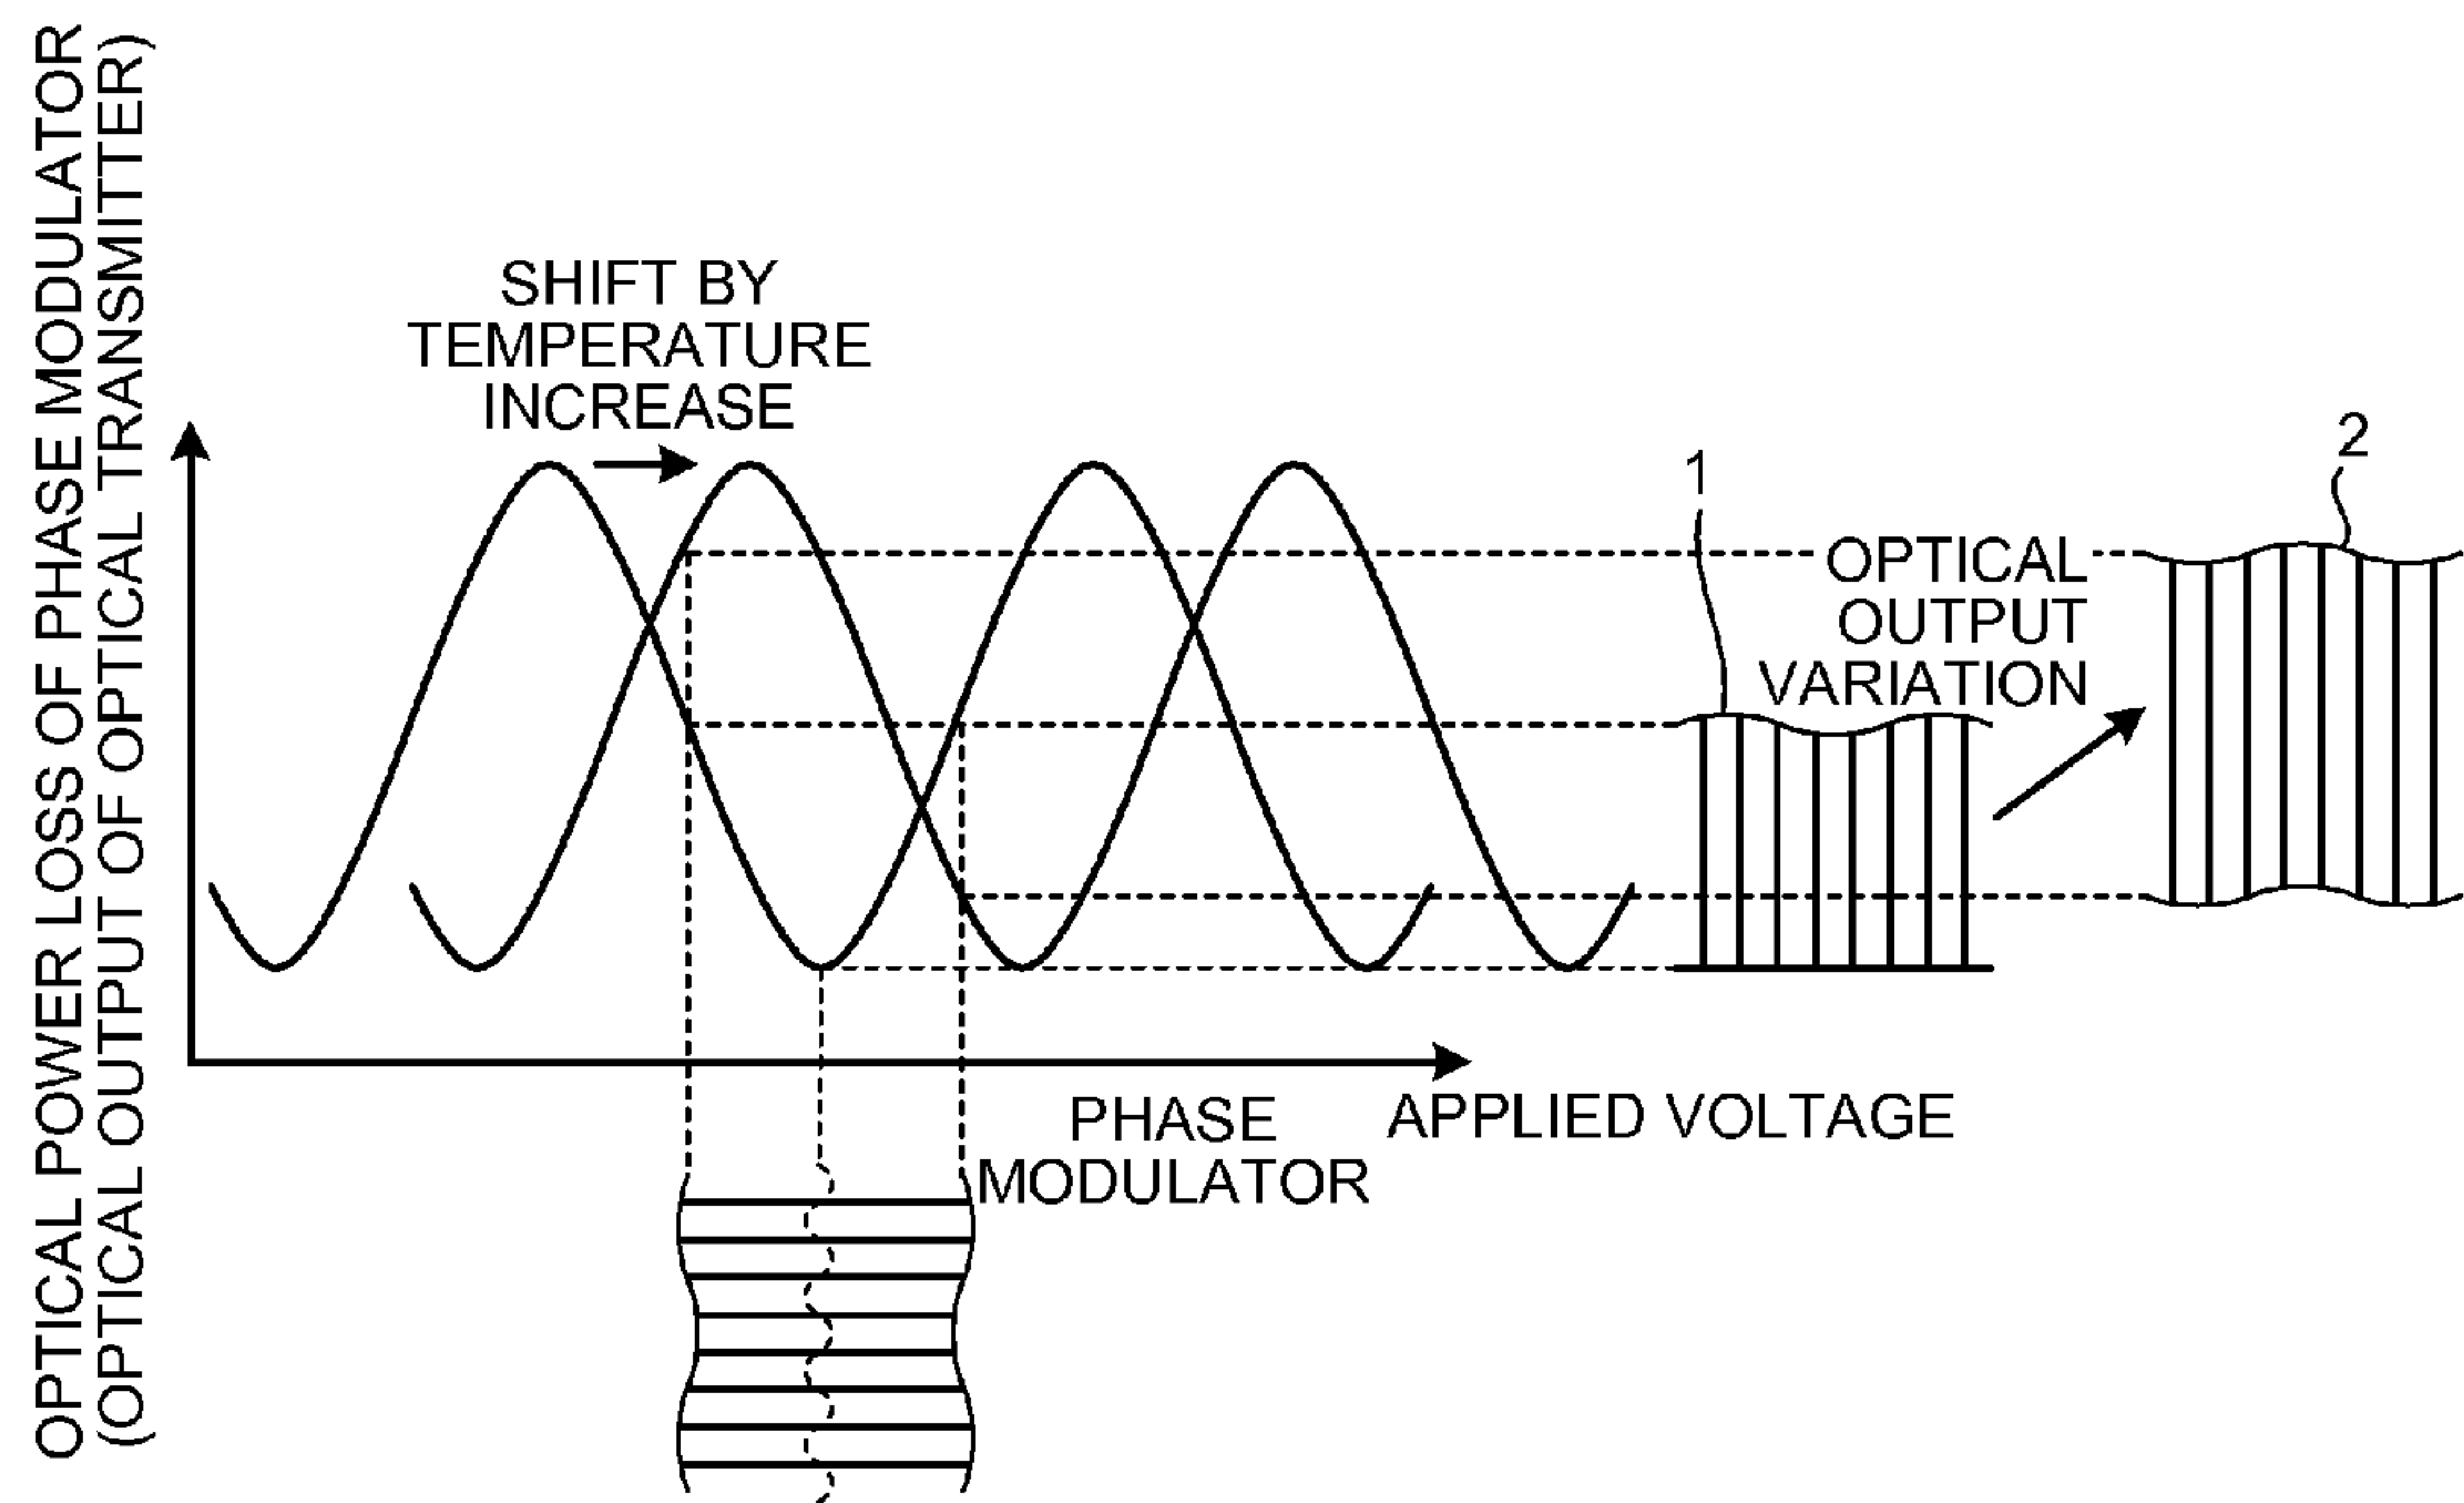 OPTICAL POWER LOSS OF PHASE MODULATOR
(OPTICAL OUTPUT OF OPTICAL TRANSMITTER)
SHIFT BY
TEMPERATURE
INCREASE
1
2
OPTICAL
OUTPUT
VARIATION
PHASE
MODULATOR
APPLIED VOLTAGE